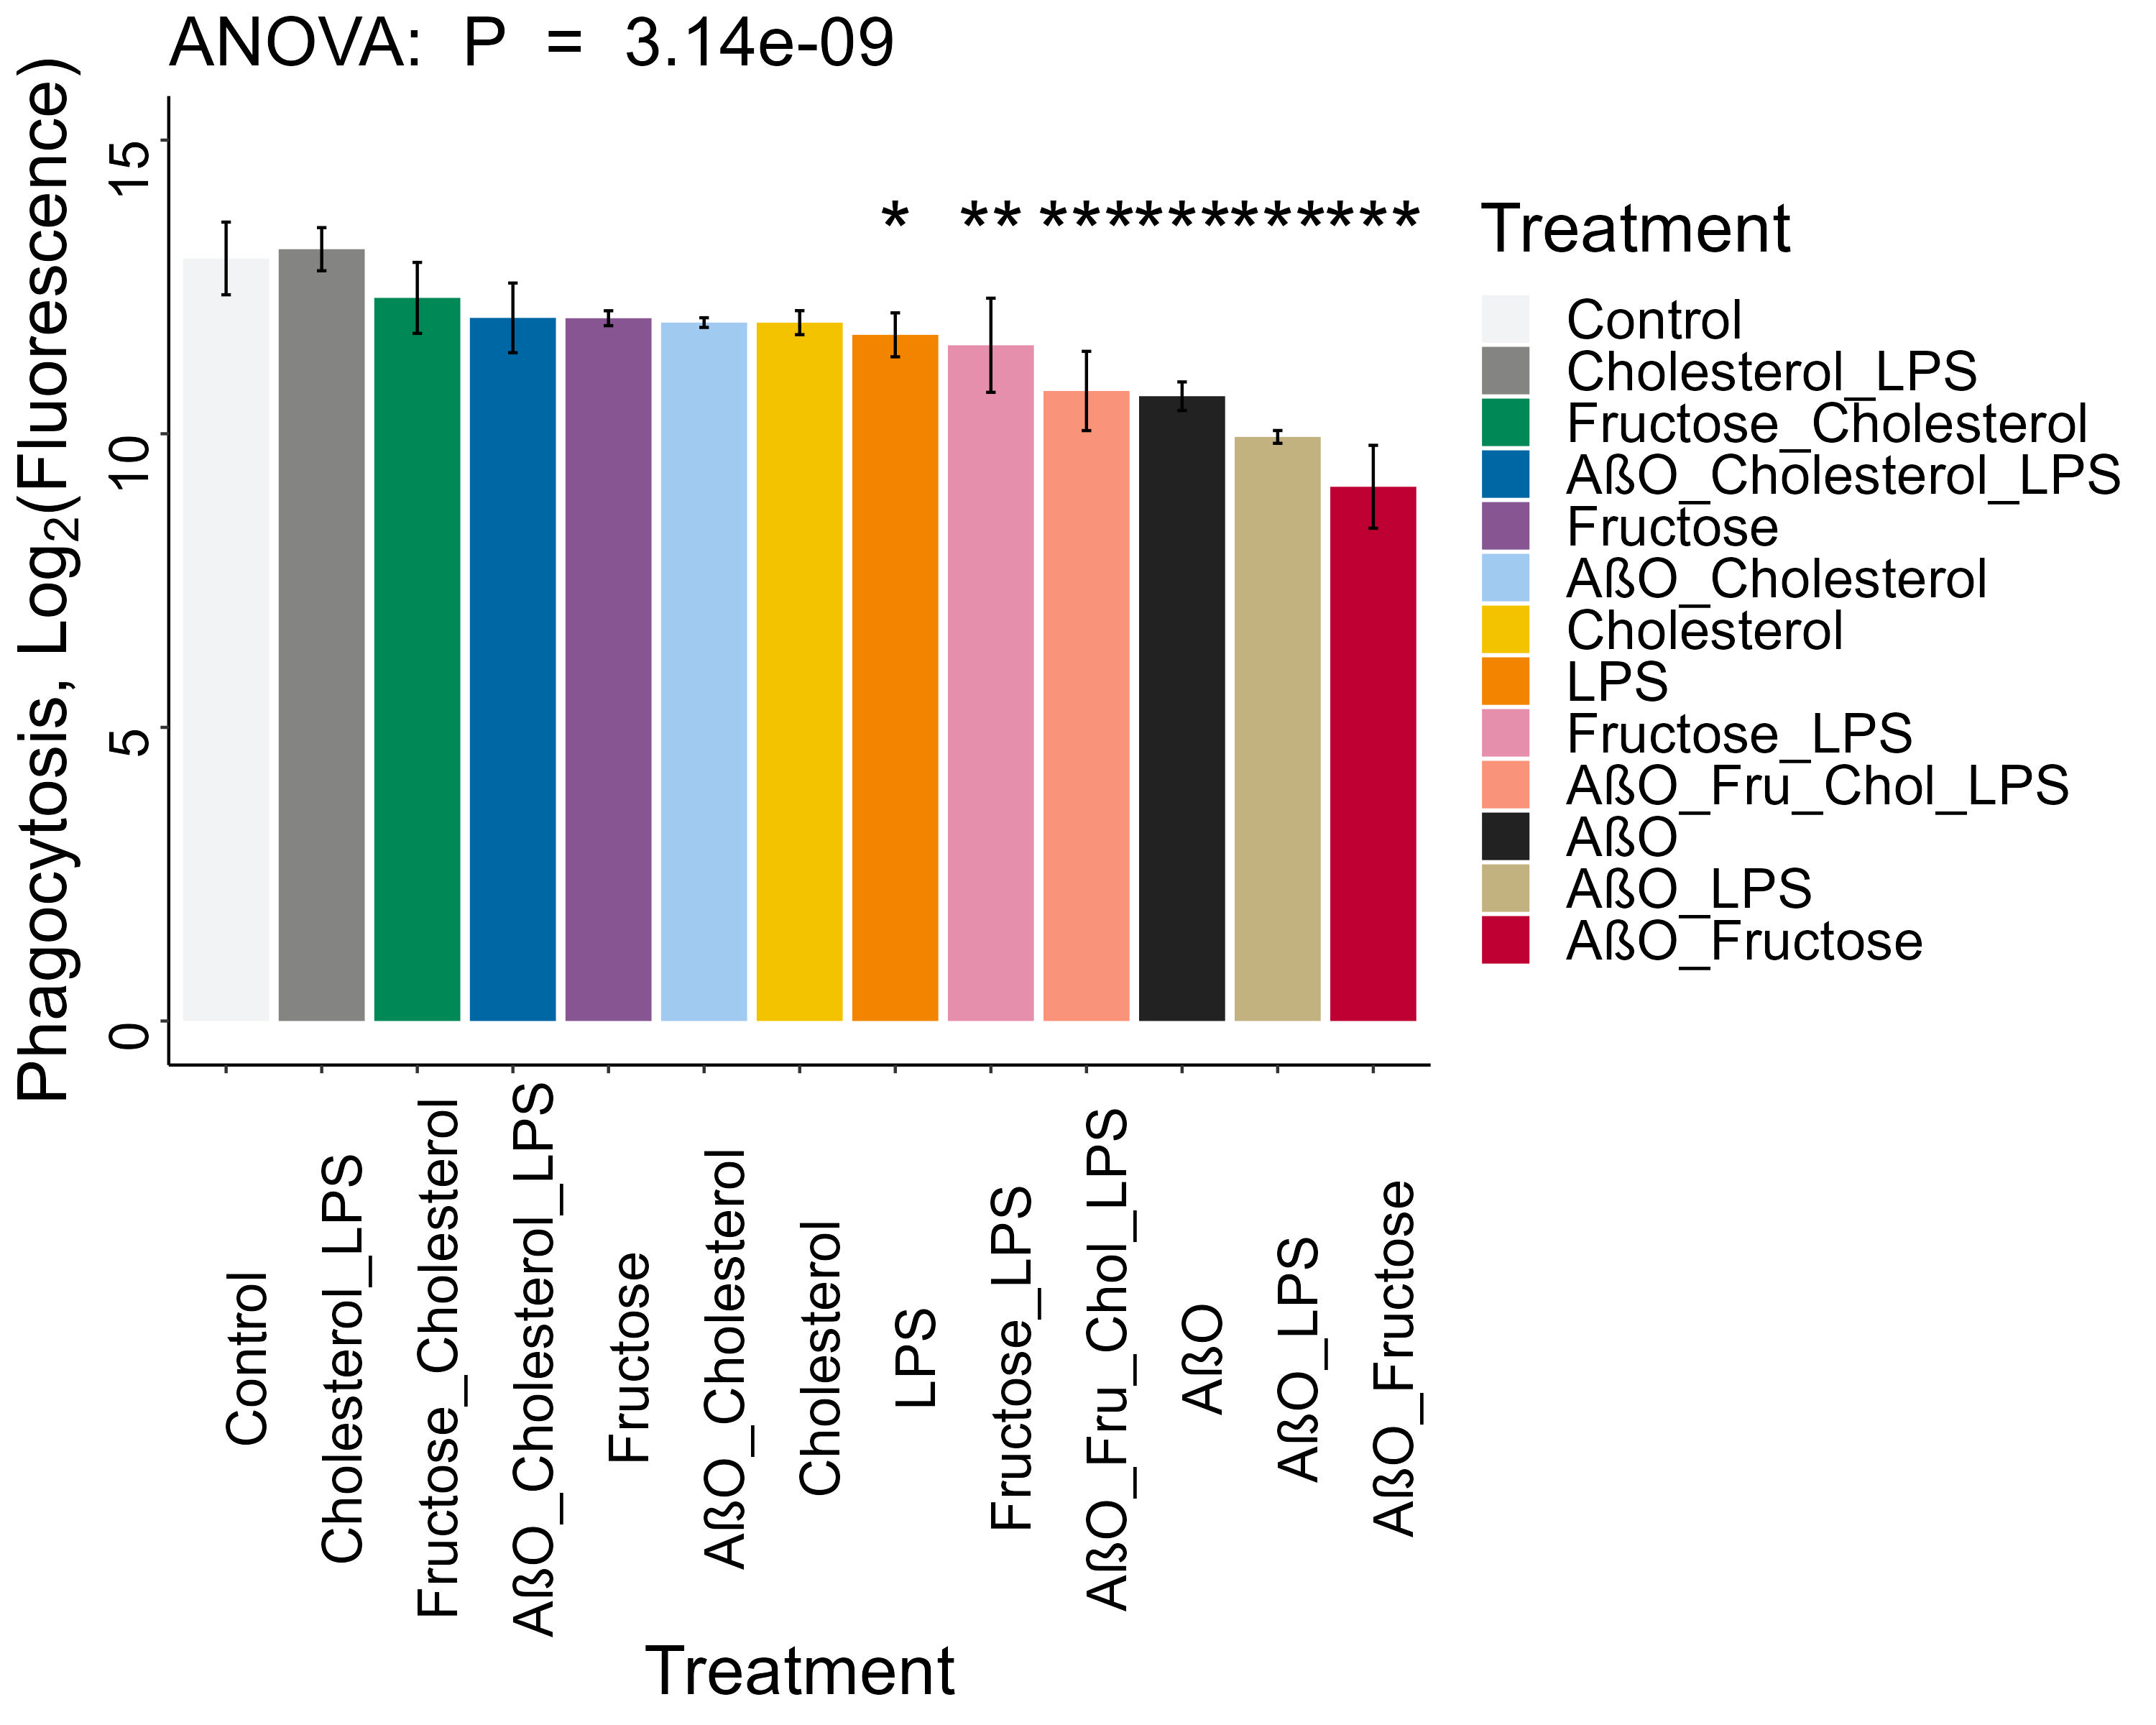 ANOVA: P = 3.14e-09
Phagocytosis, Log₂(Fluorescence)
15
10
5
0
* ** *** *** *** ***
Control
Cholesterol_LPS
Fructose_Cholesterol
AßO_Cholesterol_LPS
Fructose
AßO_Cholesterol
Cholesterol
LPS
Fructose_LPS
AßO_Fru_Chol_LPS
AßO
AßO_LPS
AßO_Fructose
Treatment
Treatment
Control
Cholesterol_LPS
Fructose_Cholesterol
AßO_Cholesterol_LPS
Fructose
AßO_Cholesterol
Cholesterol
LPS
Fructose_LPS
AßO_Fru_Chol_LPS
AßO
AßO_LPS
AßO_Fructose